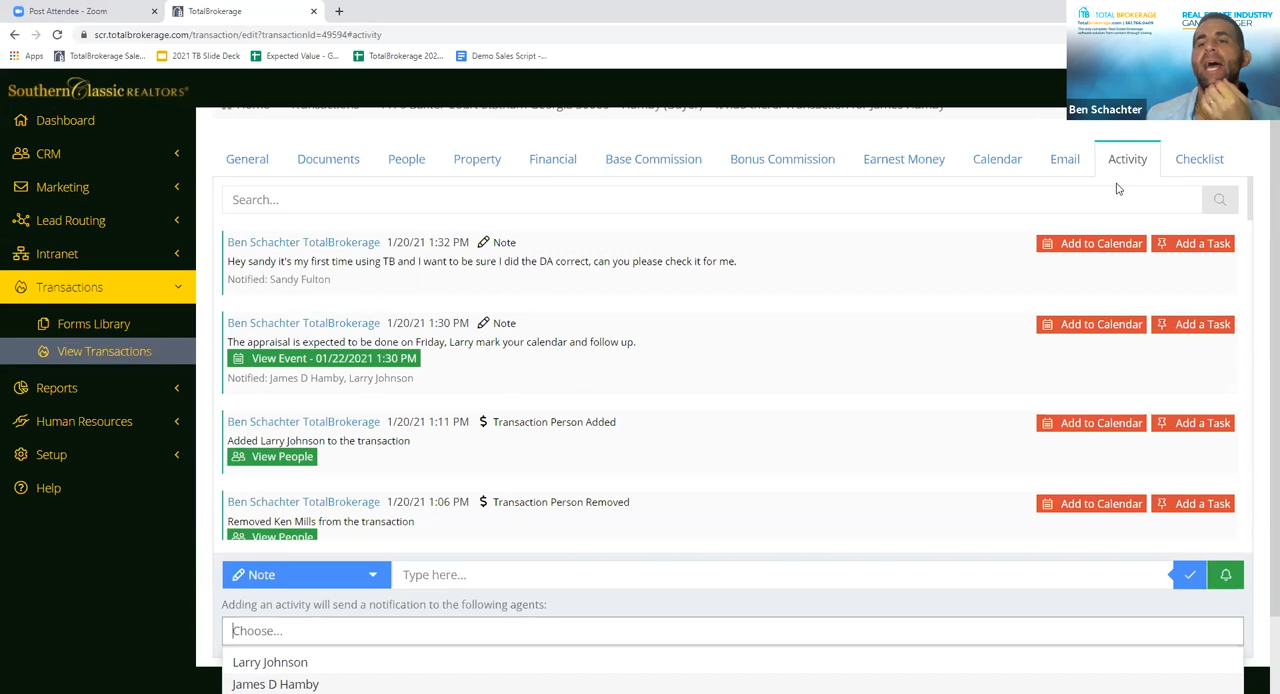 Post Attendee - Zoom
TotalBrokerage
scr.totalbrokerage.com/transaction/edit?transactionId=49594#activity
Apps
TotalBrokerage Sale...
2021 TB Slide Deck
Expected Value - G...
TotalBrokerage 202...
Demo Sales Script -...
TB TOTAL BROKERAGE
REAL ESTATE INDUSTRY
Ben Schachter
Southern Classic Realtors
Dashboard
CRM
Marketing
Lead Routing
Intranet
Transactions
Forms Library
View Transactions
Reports
Human Resources
Setup
Help
General
Documents
People
Property
Financial
Base Commission
Bonus Commission
Earnest Money
Calendar
Email
Activity
Checklist
Search...
Ben Schachter TotalBrokerage 1/20/21 1:32 PM Note
Add to Calendar
Add a Task
Hey sandy it's my first time using TB and I want to be sure I did the DA correct, can you please check it for me.
Notified: Sandy Fulton
Ben Schachter TotalBrokerage 1/20/21 1:30 PM Note
Add to Calendar
Add a Task
The appraisal is expected to be done on Friday, Larry mark your calendar and follow up.
View Event - 01/22/2021 1:30 PM
Notified: James D Hamby, Larry Johnson
Ben Schachter TotalBrokerage 1/20/21 1:11 PM $ Transaction Person Added
Add to Calendar
Add a Task
Added Larry Johnson to the transaction
View People
Ben Schachter TotalBrokerage 1/20/21 1:06 PM $ Transaction Person Removed
Add to Calendar
Add a Task
Removed Ken Mills from the transaction
View People
Note
Type here...
Adding an activity will send a notification to the following agents:
Choose...
Larry Johnson
James D Hamby